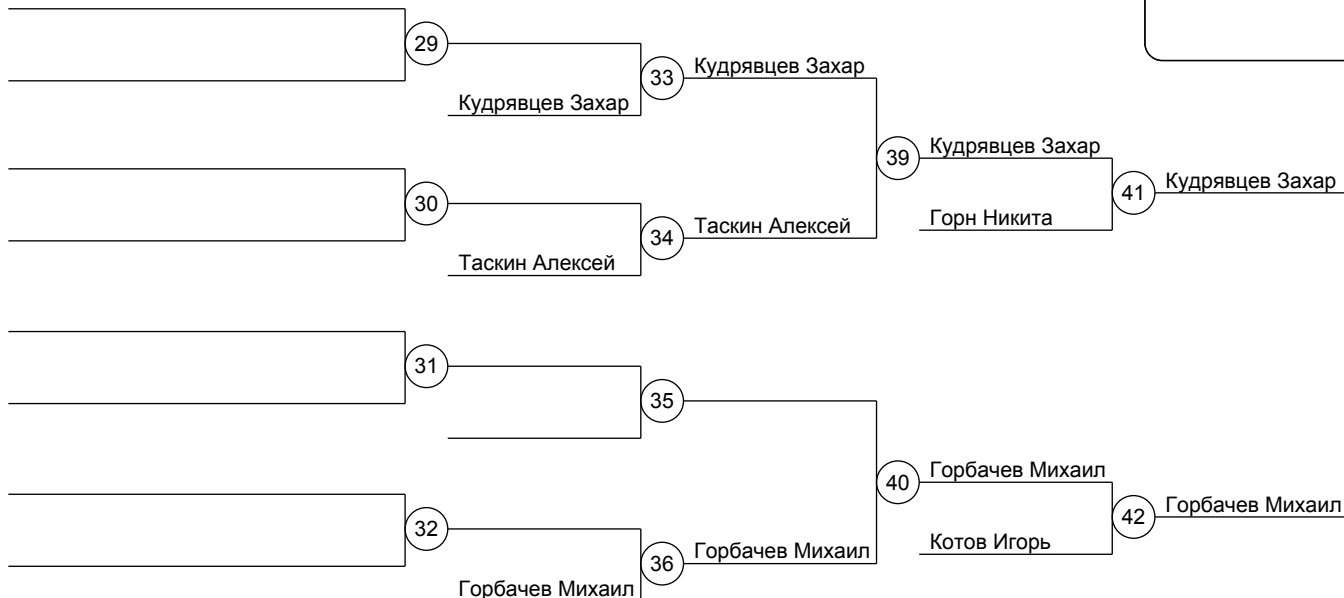 29
33
Кудрявцев Захар
Кудрявцев Захар
39
Кудрявцев Захар
41
Кудрявцев Захар
30
34
Таскин Алексей
Горн Никита
Таскин Алексей
31
35
40
Горбачев Михаил
42
Горбачев Михаил
32
36
Горбачев Михаил
Котов Игорь
Горбачев Михаил